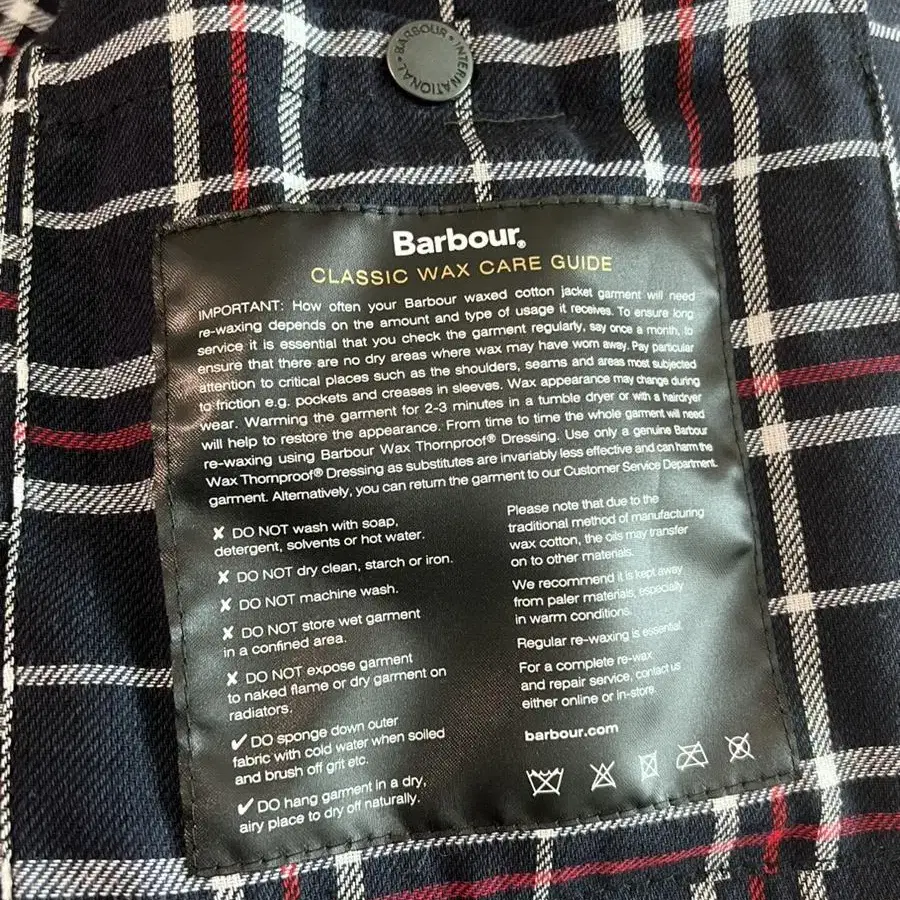 BARBOUR • INTERNATIONAL •
Barbour®
CLASSIC WAX CARE GUIDE
IMPORTANT: How often your Barbour waxed cotton jacket garment will need
re-waxing depends on the amount and type of usage it receives. To ensure long
service it is essential that you check the garment regularly, say once a month, to
ensure that there are no dry areas where wax may have worn away. Pay particular
attention to critical places such as the shoulders, seams and areas most subjected
to friction e.g. pockets and creases in sleeves. Wax appearance may change during
wear. Warming the garment for 2-3 minutes in a tumble dryer or with a hairdryer
will help to restore the appearance. From time to time the whole garment will need
re-waxing using Barbour Wax Thornproof® Dressing. Use only a genuine Barbour
Wax Thornproof® Dressing as substitutes are invariably less effective and can harm the
garment. Alternatively, you can return the garment to our Customer Service Department.
✘ DO NOT wash with soap,
detergent, solvents or hot water.
✘ DO NOT dry clean, starch or iron.
✘ DO NOT machine wash.
✘ DO NOT store wet garment
in a confined area.
✘ DO NOT expose garment
to naked flame or dry garment on
radiators.
✔ DO sponge down outer
fabric with cold water when soiled
and brush off grit etc.
✔ DO hang garment in a dry,
airy place to dry off naturally.
Please note that due to the
traditional method of manufacturing
wax cotton, the oils may transfer
on to other materials.
We recommend it is kept away
from paler materials, especially
in warm conditions.
Regular re-waxing is essential.
For a complete re-wax
and repair service, contact us
either online or in-store.
barbour.com